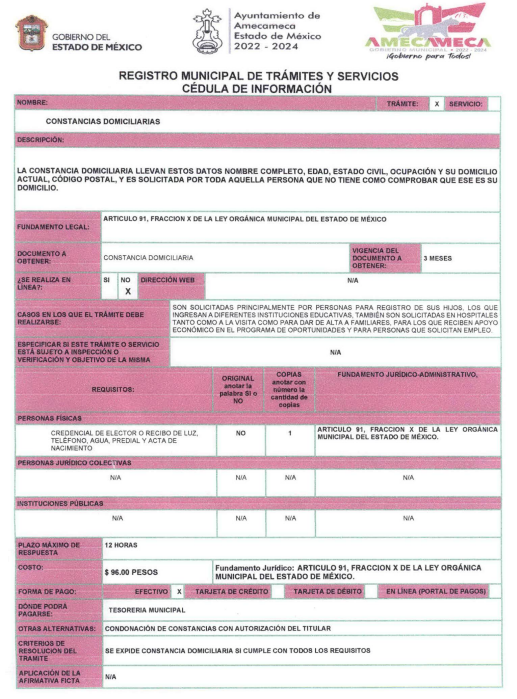 GOBIERNO DEL
ESTADO DE MÉXICO
Ayuntamiento de
Amecameca
Estado de México
2022 - 2024
AMECAMECA
GOBIERNO MUNICIPAL 2022 - 2024
¡Gobierno para Todos!
REGISTRO MUNICIPAL DE TRÁMITES Y SERVICIOS
CÉDULA DE INFORMACIÓN
NOMBRE: TRÁMITE: X SERVICIO:
CONSTANCIAS DOMICILIARIAS
DESCRIPCIÓN:
LA CONSTANCIA DOMICILIARIA LLEVAN ESTOS DATOS NOMBRE COMPLETO, EDAD, ESTADO CIVIL, OCUPACIÓN Y SU DOMICILIO
ACTUAL, CÓDIGO POSTAL, Y ES SOLICITADA POR TODA AQUELLA PERSONA QUE NO TIENE COMO COMPROBAR QUE ESE ES SU
DOMICILIO.
FUNDAMENTO LEGAL:
ARTICULO 91, FRACCION X DE LA LEY ORGÁNICA MUNICIPAL DEL ESTADO DE MÉXICO
DOCUMENTO A
OBTENER:
CONSTANCIA DOMICILIARIA
VIGENCIA DEL
DOCUMENTO A
OBTENER:
3 MESES
¿SE REALIZA EN
LÍNEA?:
SI NO DIRECCIÓN WEB N/A
X
CASOS EN LOS QUE EL TRÁMITE DEBE
REALIZARSE:
SON SOLICITADAS PRINCIPALMENTE POR PERSONAS PARA REGISTRO DE SUS HIJOS, LOS QUE
INGRESAN A DIFERENTES INSTITUCIONES EDUCATIVAS, TAMBIÉN SON SOLICITADAS EN HOSPITALES
TANTO COMO A LA VISITA COMO PARA DAR DE ALTA A FAMILIARES, PARA LOS QUE RECIBEN APOYO
ECONÓMICO EN EL PROGRAMA DE OPORTUNIDADES Y PARA PERSONAS QUE SOLICITAN EMPLEO.
ESPECIFICAR SI ESTE TRÁMITE O SERVICIO
ESTÁ SUJETO A INSPECCIÓN O
VERIFICACIÓN Y OBJETIVO DE LA MISMA
N/A
REQUISITOS:
ORIGINAL
anotar la
palabra SI o
NO
COPIAS
anotar con
número la
cantidad de
copias
FUNDAMENTO JURÍDICO-ADMINISTRATIVO,
PERSONAS FÍSICAS
CREDENCIAL DE ELECTOR O RECIBO DE LUZ,
TELÉFONO, AGUA, PREDIAL Y ACTA DE
NACIMIENTO
NO
1
ARTICULO 91, FRACCION X DE LA LEY ORGÁNICA
MUNICIPAL DEL ESTADO DE MÉXICO.
PERSONAS JURÍDICO COLECTIVAS
N/A N/A N/A N/A
INSTITUCIONES PÚBLICAS
N/A N/A N/A N/A
PLAZO MÁXIMO DE
RESPUESTA
12 HORAS
COSTO:
$ 96.00 PESOS
Fundamento Jurídico: ARTICULO 91, FRACCION X DE LA LEY ORGÁNICA
MUNICIPAL DEL ESTADO DE MÉXICO.
FORMA DE PAGO: EFECTIVO X TARJETA DE CRÉDITO TARJETA DE DÉBITO EN LÍNEA (PORTAL DE PAGOS)
DÓNDE PODRÁ
PAGARSE:
TESORERIA MUNICIPAL
OTRAS ALTERNATIVAS: CONDONACIÓN DE CONSTANCIAS CON AUTORIZACIÓN DEL TITULAR
CRITERIOS DE
RESOLUCION DEL
TRAMITE
SE EXPIDE CONSTANCIA DOMICILIARIA SI CUMPLE CON TODOS LOS REQUISITOS
APLICACIÓN DE LA
AFIRMATIVA FICTA
N/A